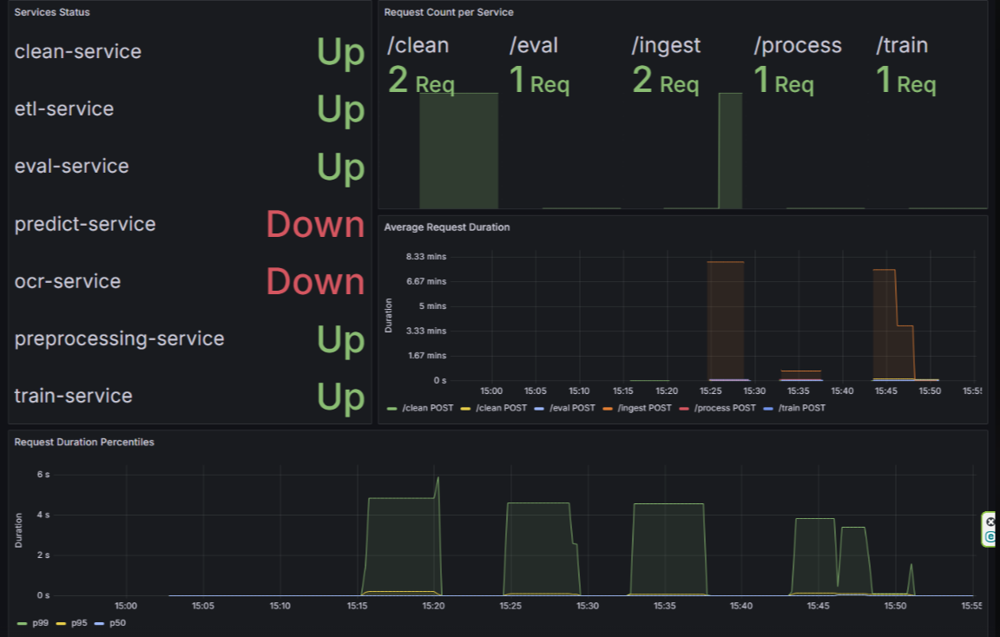 Services Status
clean-service Up
etl-service Up
eval-service Up
predict-service Down
ocr-service Down
preprocessing-service Up
train-service Up
Request Count per Service
/clean /eval /ingest /process /train
2 Req 1 Req 2 Req 1 Req 1 Req
Average Request Duration
Duration
8.33 mins
6.67 mins
5 mins
3.33 mins
1.67 mins
0 s
15:00 15:05 15:10 15:15 15:20 15:25 15:30 15:35 15:40 15:45 15:50
/clean POST /clean POST /eval POST /ingest POST /process POST /train POST
Request Duration Percentiles
Duration
6 s
4 s
2 s
0 s
15:00 15:05 15:10 15:15 15:20 15:25 15:30 15:35 15:40 15:45 15:50 15:55
p99 p95 p50